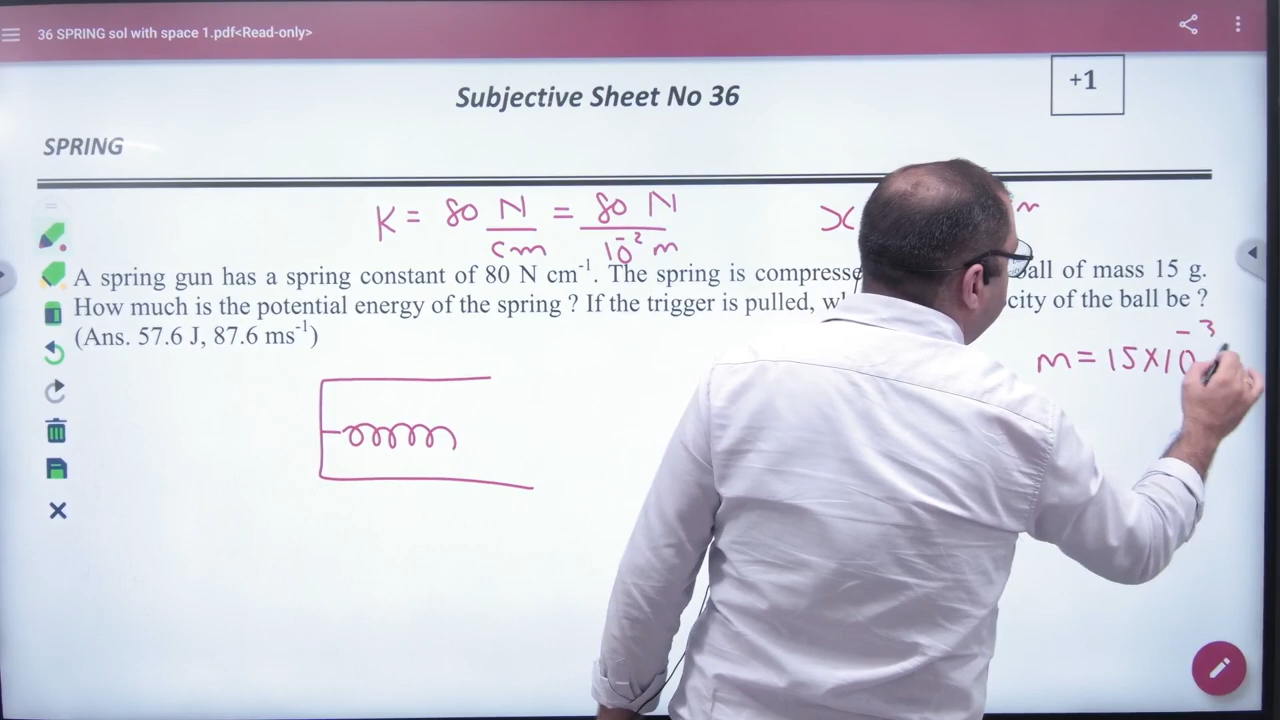 36 SPRING sol with space 1.pdf<Read-only>
Subjective Sheet No 36
+1
SPRING
K = 80 N/cm = 80 N/10⁻² m
x m
A spring gun has a spring constant of 80 N cm⁻¹. The spring is ball of mass 15 g.
How much is the potential energy of the spring ? If the trigger is pulled, of the ball be ?
(Ans. 57.6 J, 87.6 ms⁻¹)
m = 15×10⁻³